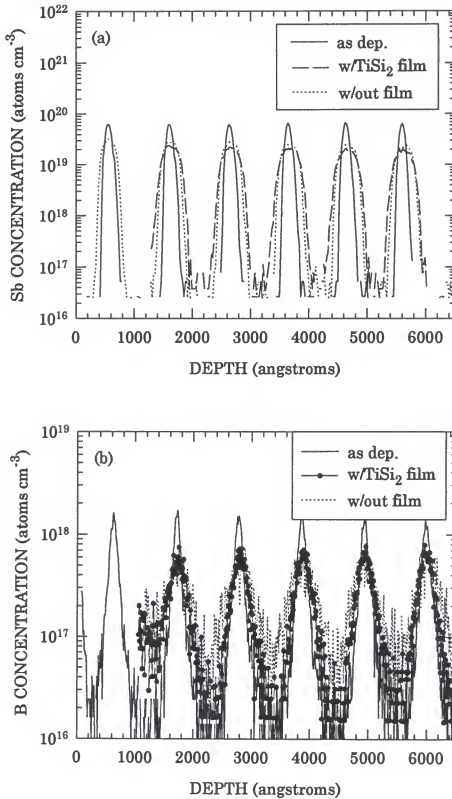 (a)
as dep.
w/TiSi₂ film
w/out film
10²²
10²¹
10²⁰
10¹⁹
10¹⁸
10¹⁷
10¹⁶
Sb CONCENTRATION (atoms cm⁻³)
0 1000 2000 3000 4000 5000 6000
DEPTH (angstroms)
(b)
as dep.
w/TiSi₂ film
w/out film
10¹⁹
10¹⁸
10¹⁷
10¹⁶
B CONCENTRATION (atoms cm⁻³)
0 1000 2000 3000 4000 5000 6000
DEPTH (angstroms)